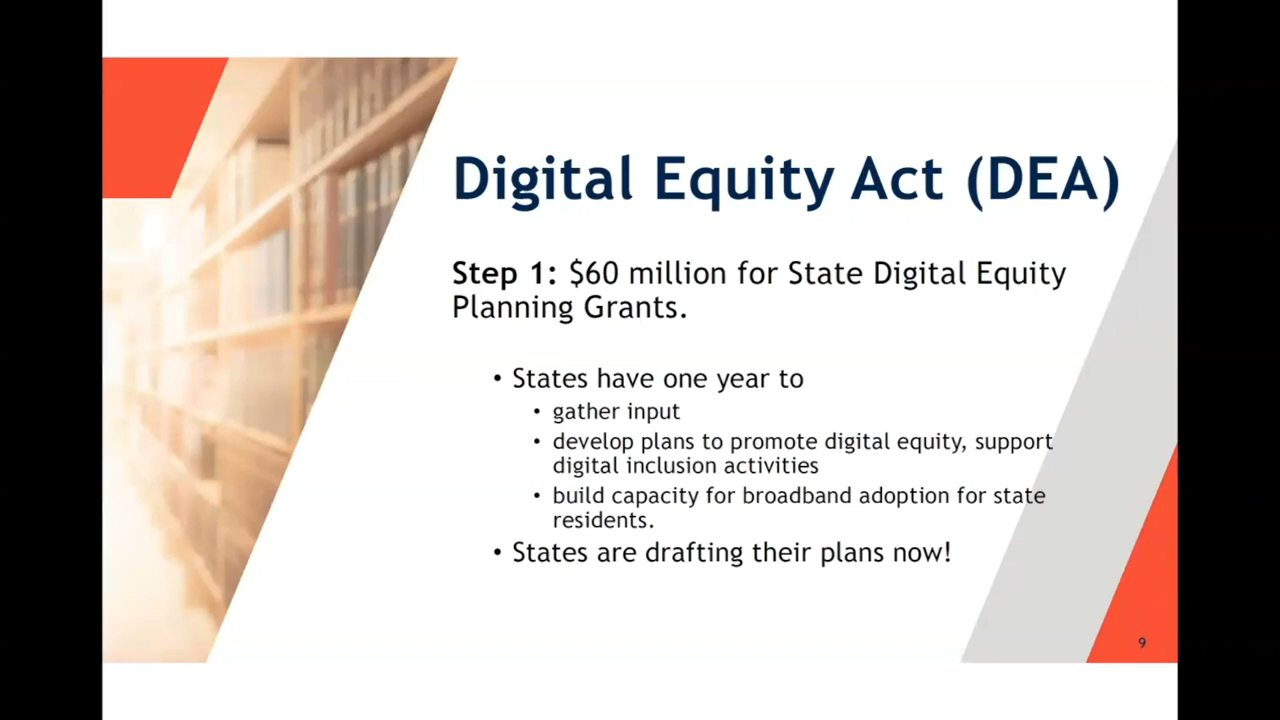 Digital Equity Act (DEA)
Step 1: $60 million for State Digital Equity
Planning Grants.
• States have one year to
• gather input
• develop plans to promote digital equity, support
digital inclusion activities
• build capacity for broadband adoption for state
residents.
• States are drafting their plans now!
9